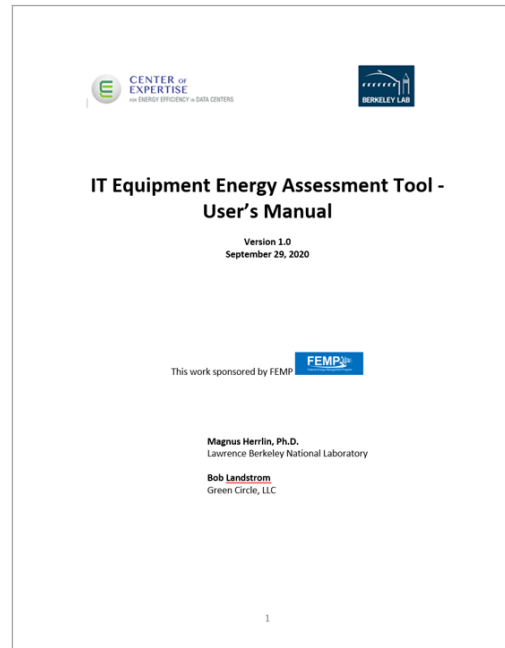 CENTER OF
EXPERTISE
FOR ENERGY EFFICIENCY IN DATA CENTERS
BERKELEY LAB
IT Equipment Energy Assessment Tool -
User's Manual
Version 1.0
September 29, 2020
This work sponsored by FEMP
FEMP
Magnus Herrlin, Ph.D.
Lawrence Berkeley National Laboratory
Bob Landstrom
Green Circle, LLC
1